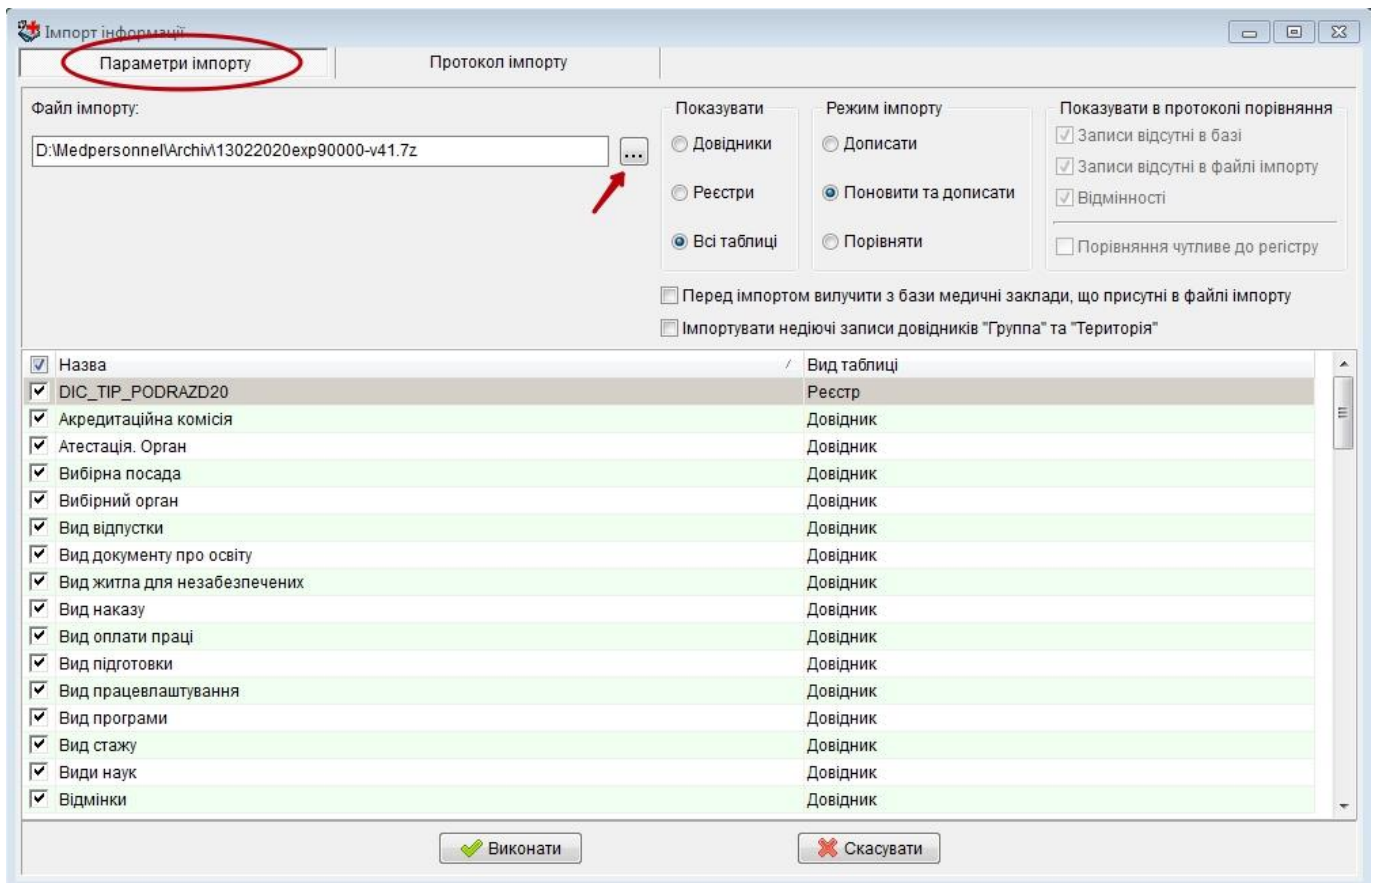 Імпорт інформації
Параметри імпорту Протокол імпорту
Файл імпорту:
D:\Medpersonnel\Archiv\13022020exp90000-v41.7z ...
Показувати
Довідники
Реєстри
Всі таблиці
Режим імпорту
Дописати
Поновити та дописати
Порівняти
Показувати в протоколі порівняння
Записи відсутні в базі
Записи відсутні в файлі імпорту
Відмінності
Порівняння чутливе до регістру
Перед імпортом вилучити з бази медичні заклади, що присутні в файлі імпорту
Імпортувати недіючі записи довідників "Группа" та "Територія"
Назва Вид таблиці
DIC_TIP_PODRAZD20 Реєстр
Акредитаційна комісія Довідник
Атестація. Орган Довідник
Вибірна посада Довідник
Вибірний орган Довідник
Вид відпустки Довідник
Вид документу про освіту Довідник
Вид житла для незабезпечених Довідник
Вид наказу Довідник
Вид оплати праці Довідник
Вид підготовки Довідник
Вид працевлаштування Довідник
Вид програми Довідник
Вид стажу Довідник
Види наук Довідник
Відмінки Довідник
Виконати Скасувати